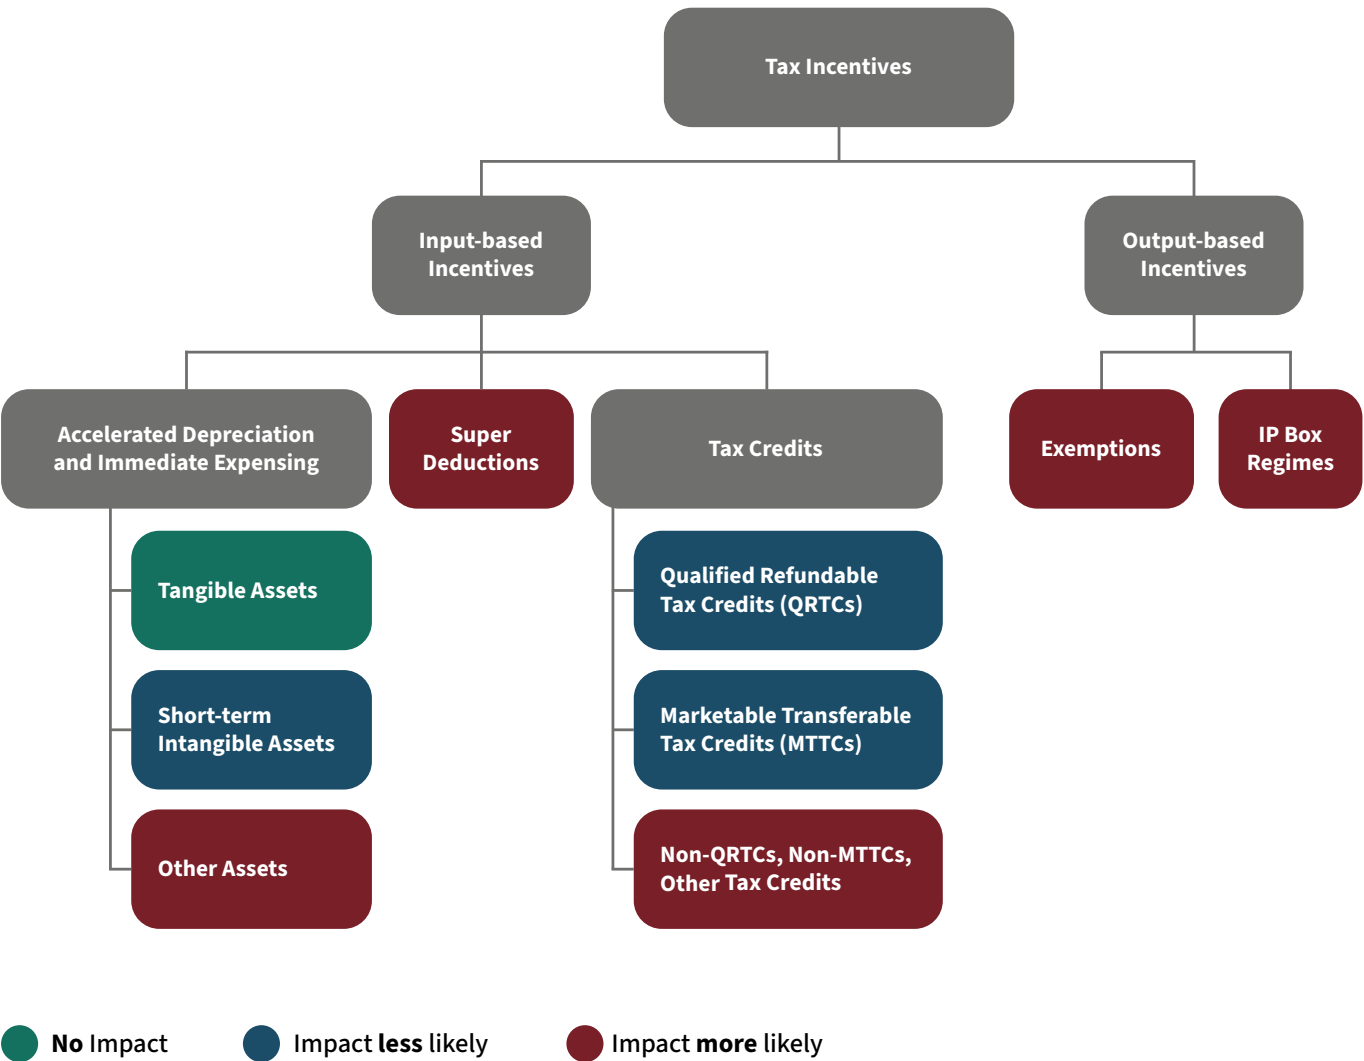 Tax Incentives
Input-based
Incentives
Output-based
Incentives
Accelerated Depreciation
and Immediate Expensing
Super
Deductions
Tax Credits
Exemptions
IP Box
Regimes
Tangible Assets
Short-term
Intangible Assets
Other Assets
Qualified Refundable
Tax Credits (QRTCs)
Marketable Transferable
Tax Credits (MTTCs)
Non-QRTCs, Non-MTTCs,
Other Tax Credits
No Impact
Impact less likely
Impact more likely